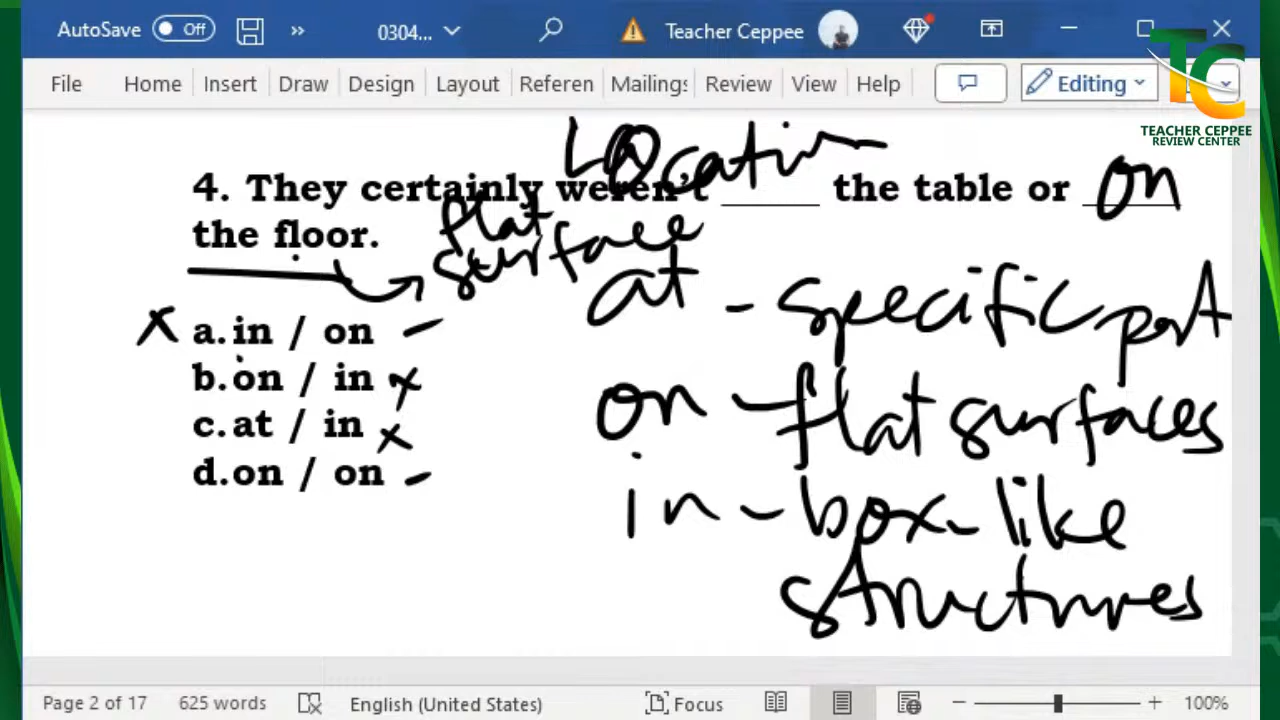 AutoSave Off » 0304... Teacher Ceppee
TC
TEACHER CEPPEE
REVIEW CENTER
File Home Insert Draw Design Layout Referen Mailings Review View Help Editing
Location
4. They certainly weren't _____ the table or on
the floor.
flat
surface
at - specific part
x a. in / on -
b. on / in x
on - flat surfaces
c. at / in x
d. on / on -
in - box-like
structures
Page 2 of 17 625 words English (United States) Focus 100%